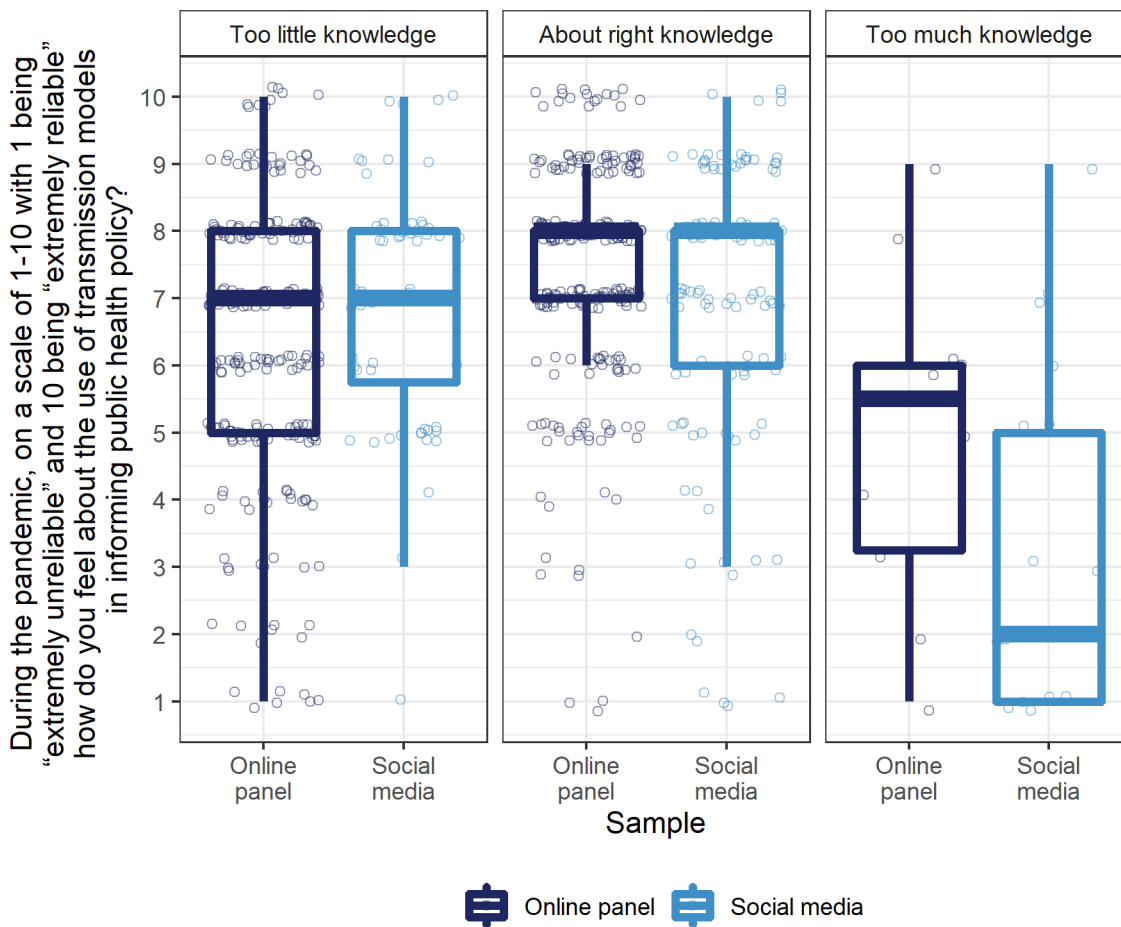 Too little knowledge
About right knowledge
Too much knowledge
During the pandemic, on a scale of 1-10 with 1 being
“extremely unreliable” and 10 being “extremely reliable”
how do you feel about the use of transmission models
in informing public health policy?
10
9
8
7
6
5
4
3
2
1
Online
panel
Social
media
Online
panel
Social
media
Online
panel
Social
media
Sample
Online panel
Social media